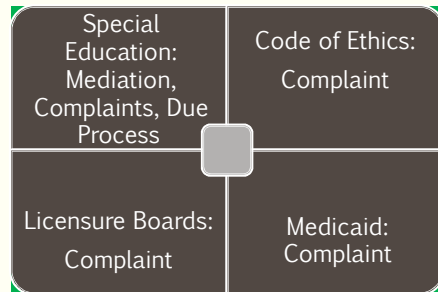 Special
Education:
Mediation,
Complaints, Due
Process
Code of Ethics:
Complaint
Licensure Boards:
Complaint
Medicaid:
Complaint